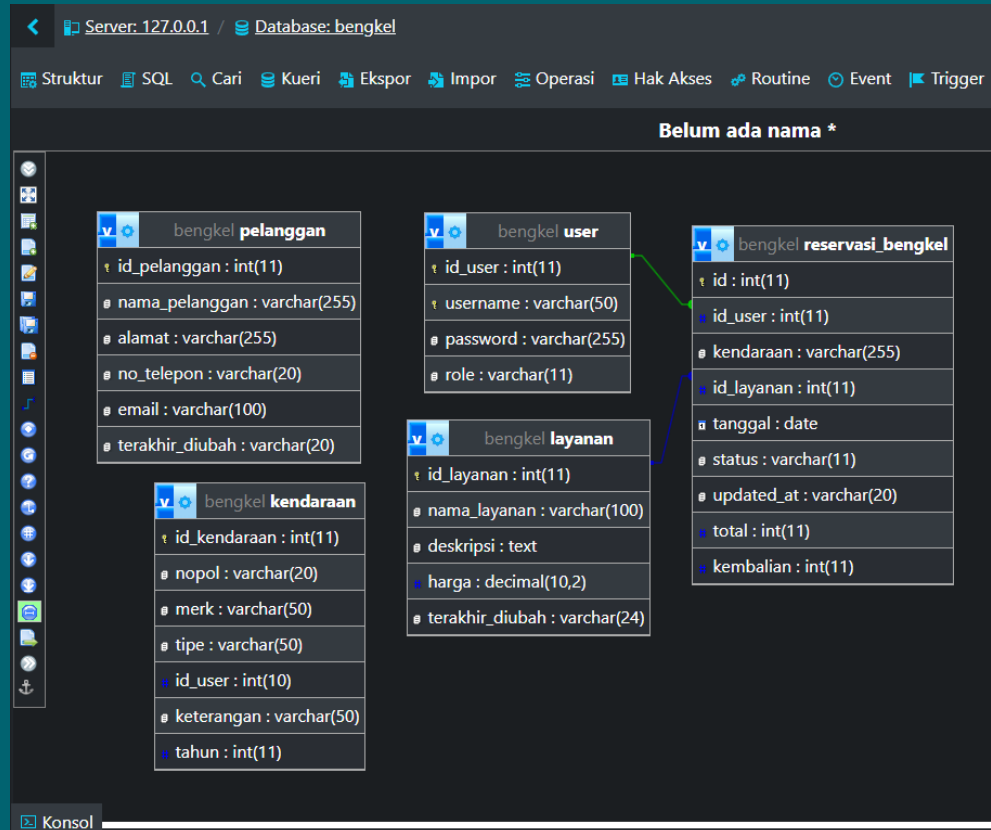 Server: 127.0.0.1 / Database: bengkel
Struktur SQL Cari Kueri Ekspor Impor Operasi Hak Akses Routine Event Trigger
Belum ada nama *
v bengkel pelanggan
id_pelanggan : int(11)
nama_pelanggan : varchar(255)
alamat : varchar(255)
no_telepon : varchar(20)
email : varchar(100)
terakhir_diubah : varchar(20)
v bengkel user
id_user : int(11)
username : varchar(50)
password : varchar(255)
role : varchar(11)
v bengkel reservasi_bengkel
id : int(11)
# id_user : int(11)
kendaraan : varchar(255)
# id_layanan : int(11)
tanggal : date
status : varchar(11)
updated_at : varchar(20)
# total : int(11)
# kembalian : int(11)
v bengkel layanan
id_layanan : int(11)
nama_layanan : varchar(100)
deskripsi : text
# harga : decimal(10,2)
terakhir_diubah : varchar(24)
v bengkel kendaraan
id_kendaraan : int(11)
nopol : varchar(20)
merk : varchar(50)
tipe : varchar(50)
# id_user : int(10)
keterangan : varchar(50)
# tahun : int(11)
Konsol